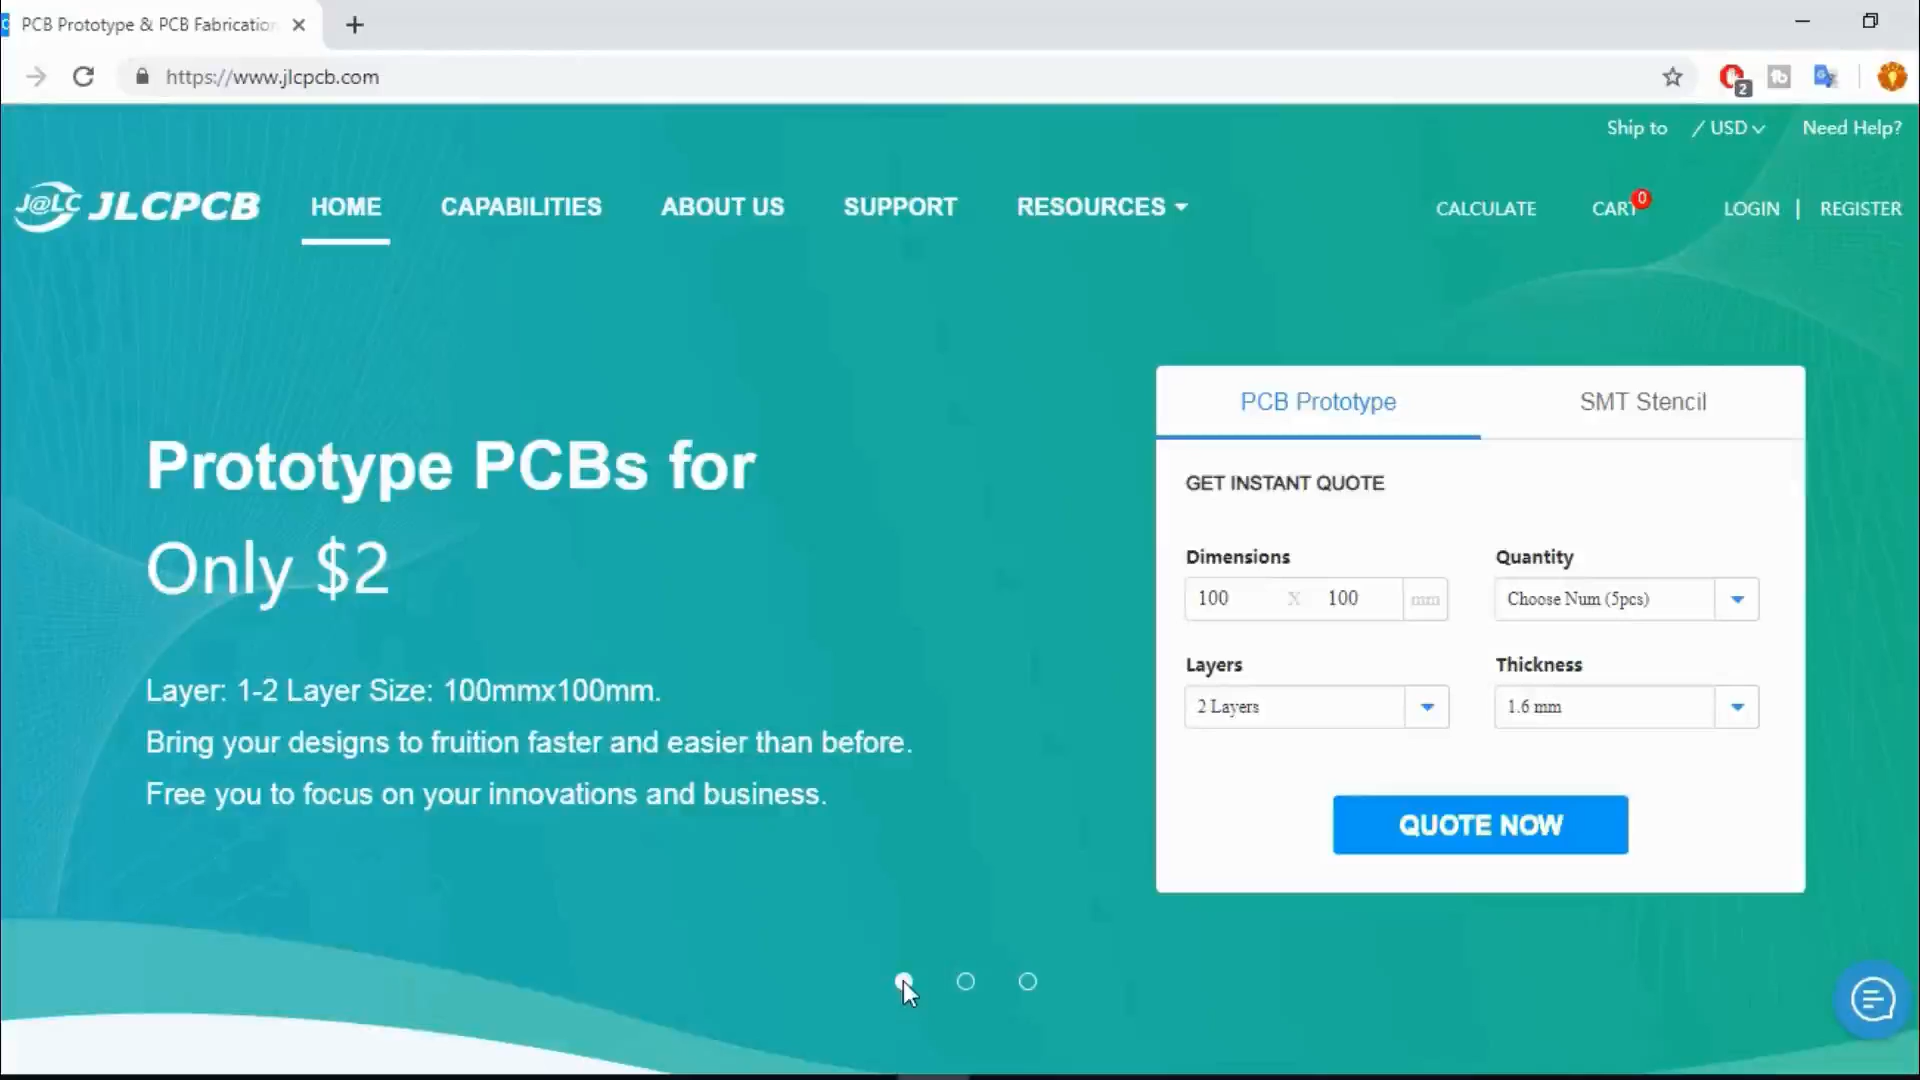 PCB Prototype & PCB Fabrication
https://www.jlcpcb.com
2
Ship to / USD Need Help?
J@LC JLCPCB HOME CAPABILITIES ABOUT US SUPPORT RESOURCES CALCULATE CART 0 LOGIN | REGISTER
PCB Prototype SMT Stencil
Prototype PCBs for
Only $2
GET INSTANT QUOTE
Dimensions Quantity
100 X 100 mm Choose Num (5pcs)
Layers Thickness
2 Layers 1.6 mm
Layer: 1-2 Layer Size: 100mmx100mm.
Bring your designs to fruition faster and easier than before.
Free you to focus on your innovations and business.
QUOTE NOW